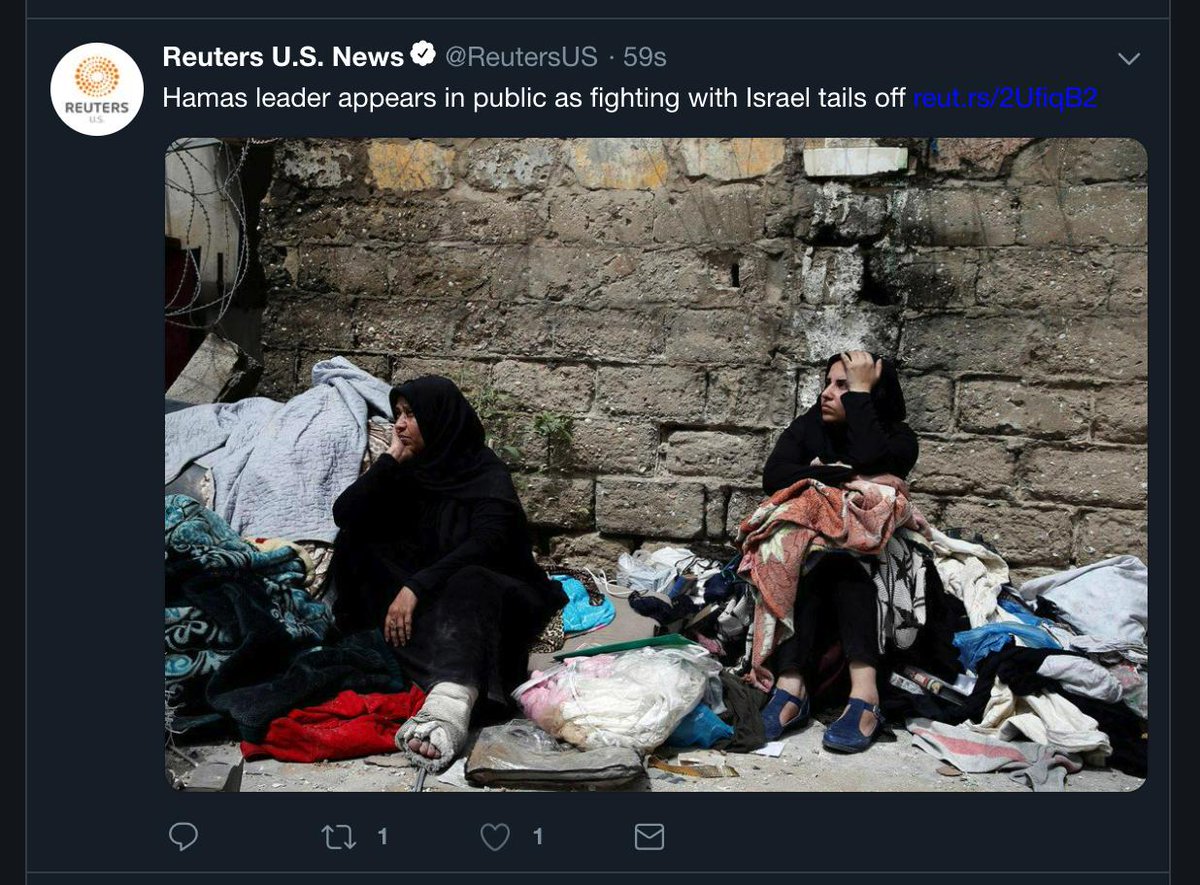 Reuters U.S. News @ReutersUS · 59s
Hamas leader appears in public as fighting with Israel tails off reut.rs/2UfiqB2
REUTERS
U.S.
1
1